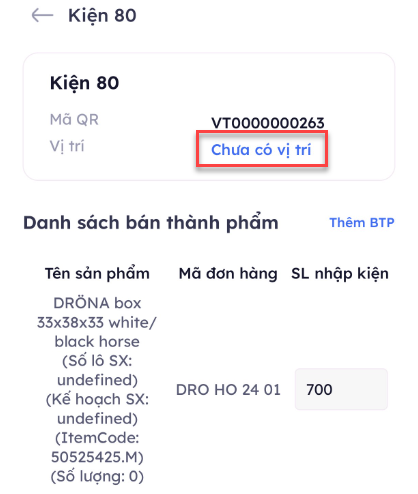 Kiện 80
Kiện 80
Mã QR VT0000000263
Vị trí Chưa có vị trí
Danh sách bán thành phẩm Thêm BTP
Tên sản phẩm Mã đơn hàng SL nhập kiện
DRÖNA box
33x38x33 white/
black horse
(Số lô SX:
undefined)
(Kế hoạch SX:
undefined)
(ItemCode:
50525425.M)
(Số lượng: 0)
DRO HO 24 01 700